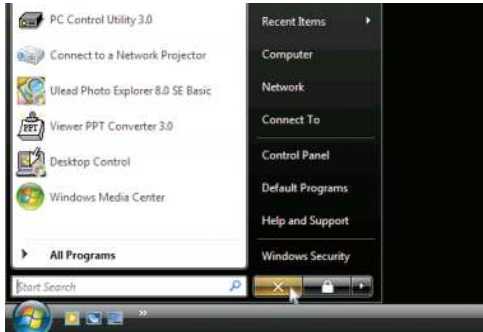 PC Control Utility 3.0
Connect to a Network Projector
Ulead Photo Explorer 8.0 SE Basic
PPT
Viewer PPT Converter 3.0
Desktop Control
Windows Media Center
All Programs
Start Search
Recent Items
Computer
Network
Connect To
Control Panel
Default Programs
Help and Support
Windows Security